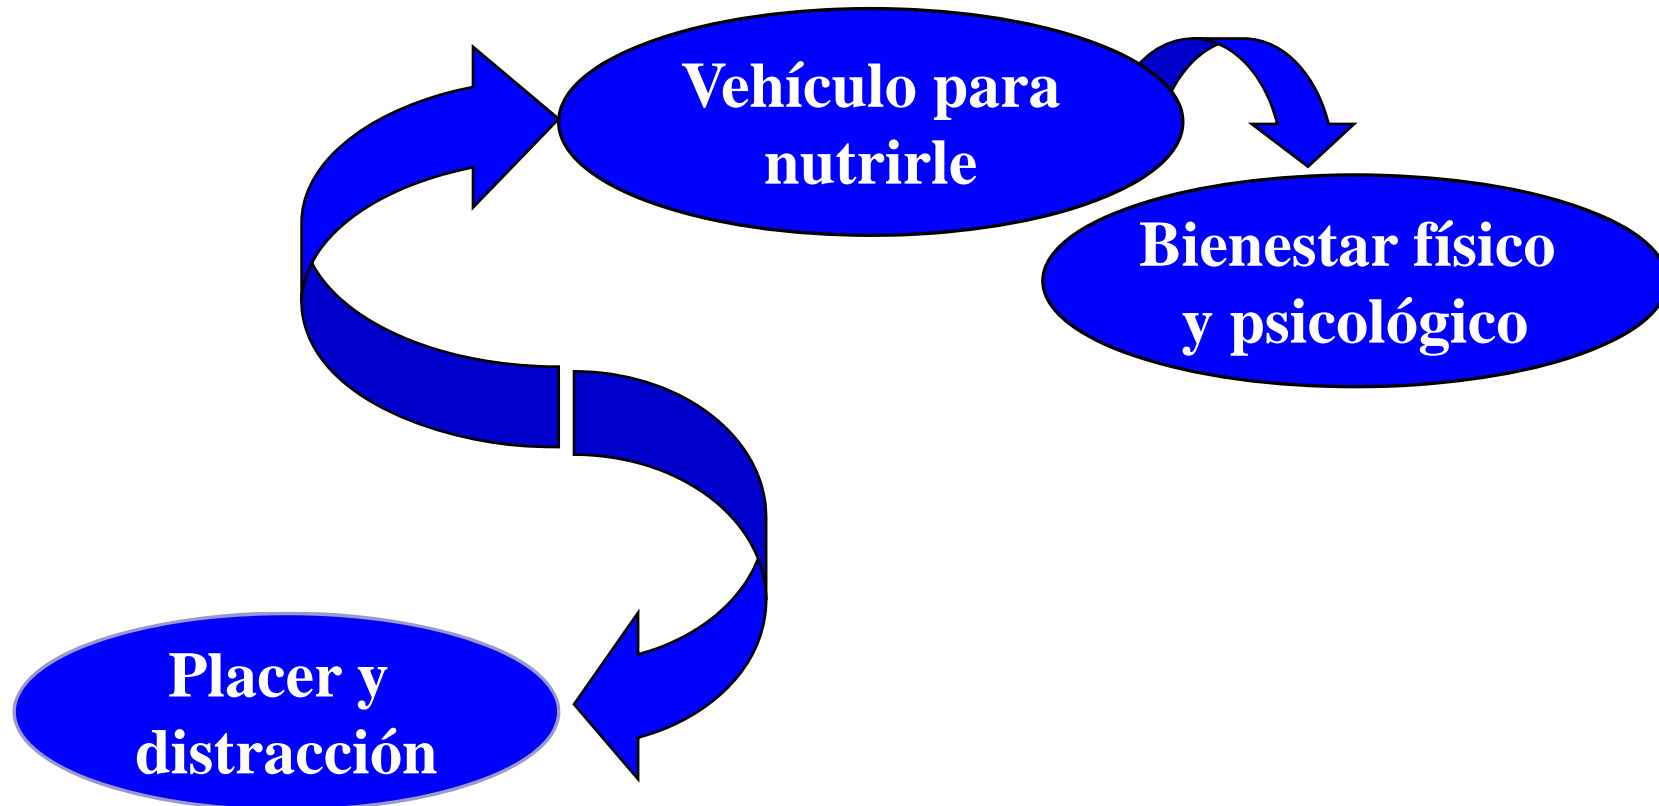 Vehículo para
nutrirle
Bienestar físico
y psicológico
Placer y
distracción